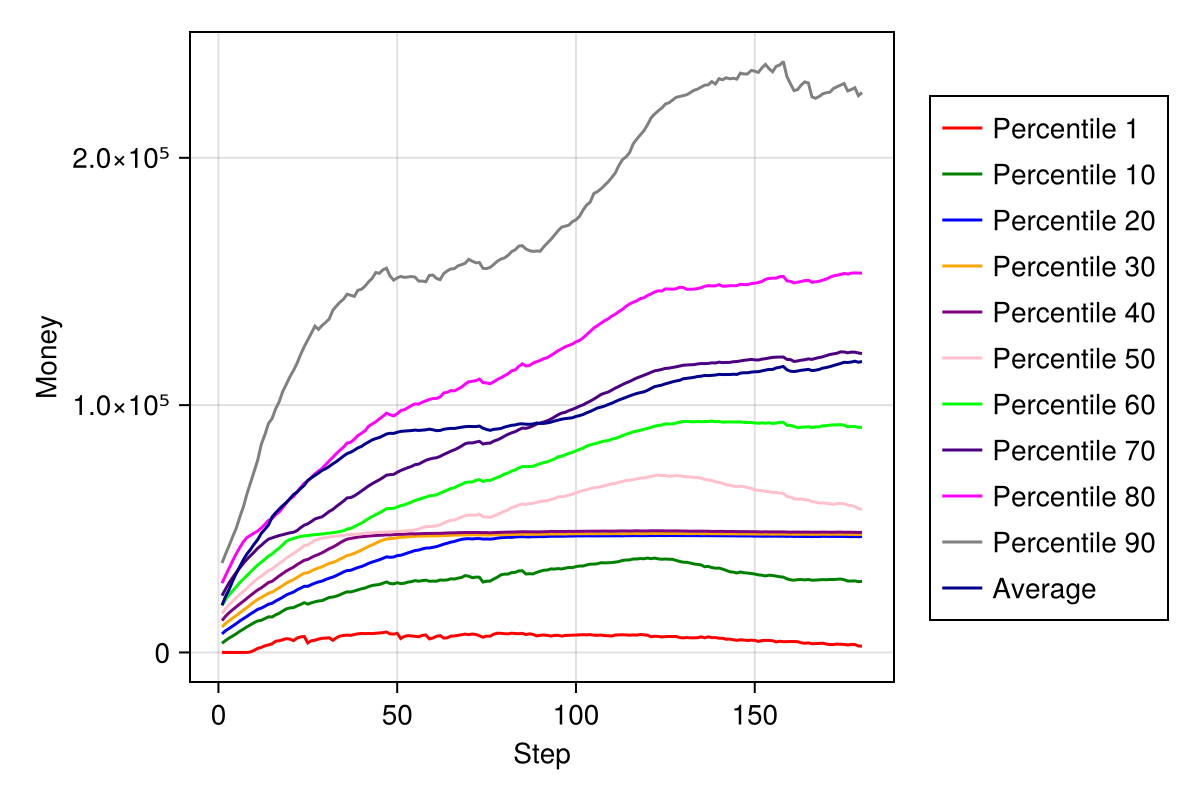 Money
2.0×10⁵
1.0×10⁵
0
0 50 100 150
Step
Percentile 1
Percentile 10
Percentile 20
Percentile 30
Percentile 40
Percentile 50
Percentile 60
Percentile 70
Percentile 80
Percentile 90
Average